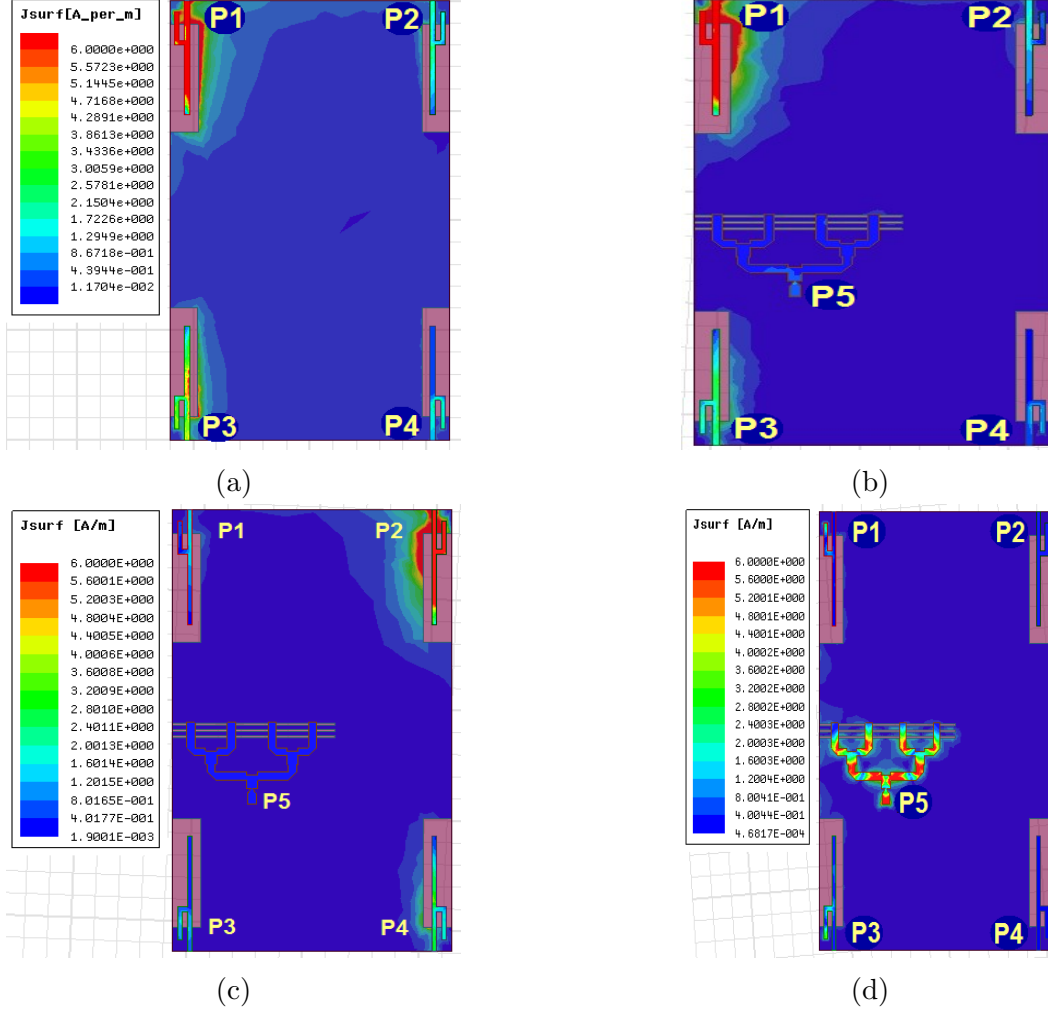 Jsurf[A_per_m]
6.0000e+000
5.5723e+000
5.1445e+000
4.7168e+000
4.2891e+000
3.8613e+000
3.4336e+000
3.0059e+000
2.5781e+000
2.1504e+000
1.7226e+000
1.2949e+000
8.6718e-001
4.3944e-001
1.1704e-002
P1
P2
P3
P4
(a)
P1
P2
P5
P3
P4
(b)
Jsurf [A/m]
6.0000E+000
5.6001E+000
5.2003E+000
4.8004E+000
4.4005E+000
4.0006E+000
3.6008E+000
3.2009E+000
2.8010E+000
2.4011E+000
2.0013E+000
1.6014E+000
1.2015E+000
8.0165E-001
4.0177E-001
1.9001E-003
P1
P2
P5
P3
P4
(c)
Jsurf [A/m]
6.0000E+000
5.6000E+000
5.2001E+000
4.8001E+000
4.4001E+000
4.0002E+000
3.6002E+000
3.2002E+000
2.8002E+000
2.4003E+000
2.0003E+000
1.6003E+000
1.2004E+000
8.0041E-001
4.0044E-001
4.6817E-004
P1
P2
P5
P3
P4
(d)